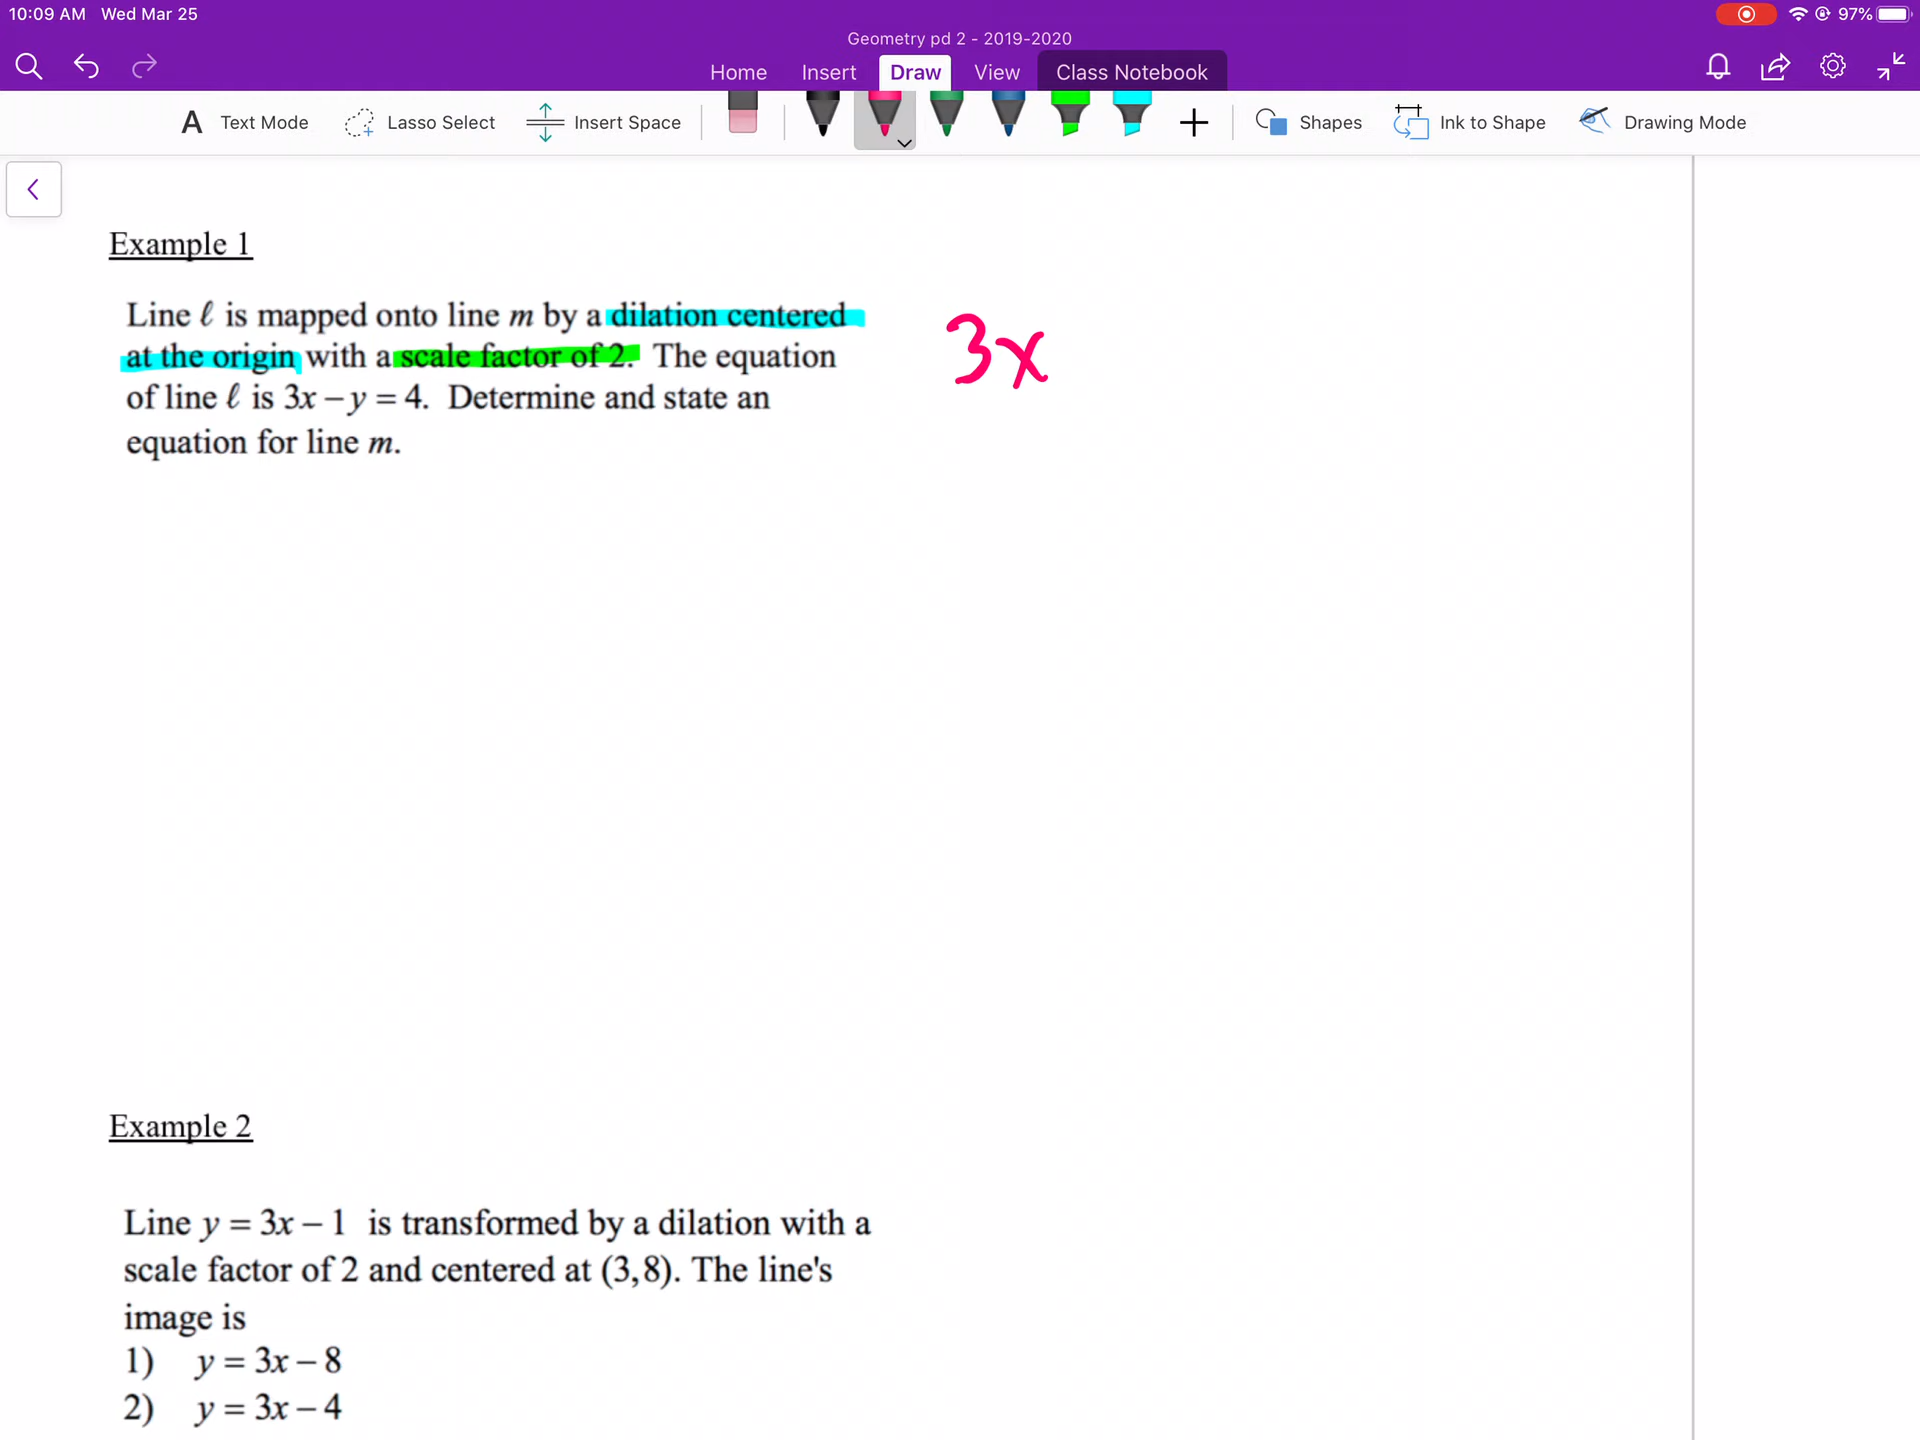 10:09 AM Wed Mar 25
97%
Geometry pd 2 - 2019-2020
Home Insert Draw View Class Notebook
A Text Mode Lasso Select Insert Space Shapes Ink to Shape Drawing Mode
Example 1
Line ℓ is mapped onto line m by a dilation centered
at the origin with a scale factor of 2. The equation
of line ℓ is 3x – y = 4. Determine and state an
equation for line m.
3x
Example 2
Line y = 3x – 1 is transformed by a dilation with a
scale factor of 2 and centered at (3,8). The line's
image is
1) y = 3x – 8
2) y = 3x – 4